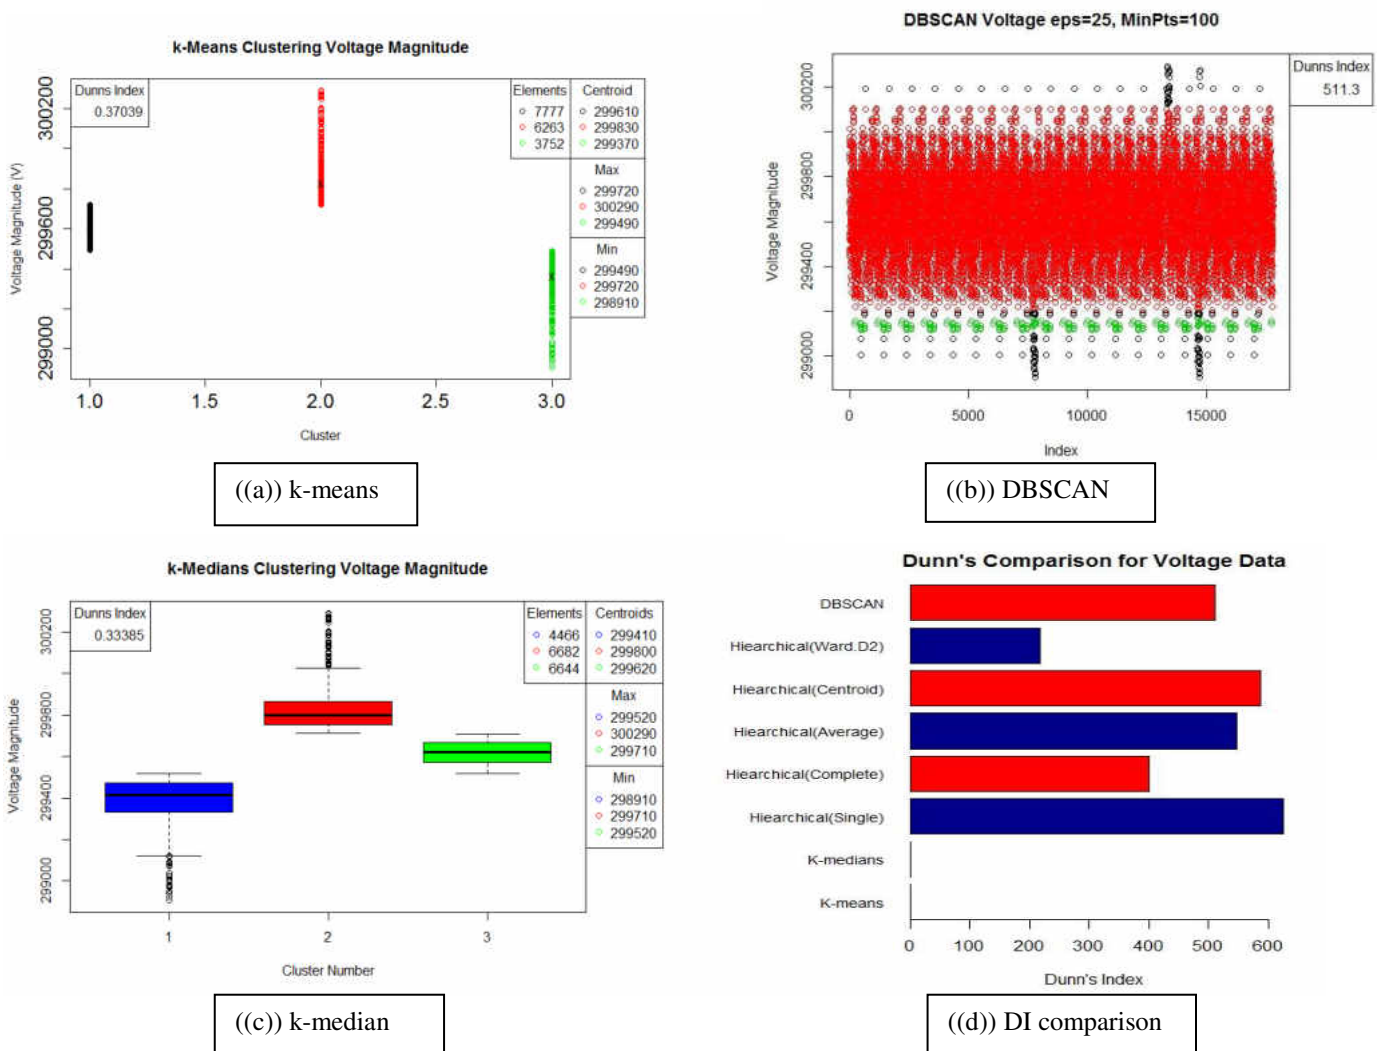 k-Means Clustering Voltage Magnitude
Dunns Index
0.37039
Elements
7777
6263
3752
Centroid
299610
299830
299370
Max
299720
300290
299490
Min
299490
299720
298910
Voltage Magnitude (V)
300200
299600
299000
1.0 1.5 2.0 2.5 3.0
Cluster
((a)) k-means
DBSCAN Voltage eps=25, MinPts=100
Dunns Index
511.3
Voltage Magnitude
300200
299800
299400
299000
0 5000 10000 15000
Index
((b)) DBSCAN
k-Medians Clustering Voltage Magnitude
Dunns Index
0.33385
Elements
4466
6682
6644
Centroids
299410
299800
299620
Max
299520
300290
299710
Min
298910
299710
299520
Voltage Magnitude
300200
299800
299400
299000
1 2 3
Cluster Number
((c)) k-median
Dunn's Comparison for Voltage Data
DBSCAN
Hiearchical(Ward.D2)
Hiearchical(Centroid)
Hiearchical(Average)
Hiearchical(Complete)
Hiearchical(Single)
K-medians
K-means
0 100 200 300 400 500 600
Dunn's Index
((d)) DI comparison